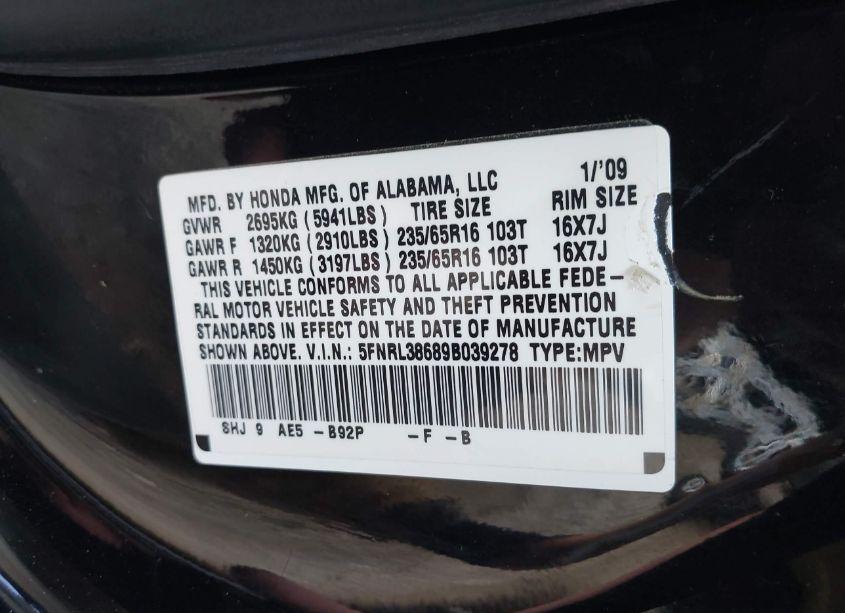 MFD. BY HONDA MFG. OF ALABAMA, LLC 1/'09
GVWR 2695KG (5941LBS) TIRE SIZE RIM SIZE
GAWR F 1320KG (2910LBS) 235/65R16 103T 16X7J
GAWR R 1450KG (3197LBS) 235/65R16 103T 16X7J
THIS VEHICLE CONFORMS TO ALL APPLICABLE FEDE-
RAL MOTOR VEHICLE SAFETY AND THEFT PREVENTION
STANDARDS IN EFFECT ON THE DATE OF MANUFACTURE
SHOWN ABOVE. V.I.N.: 5FNRL38689B039278 TYPE:MPV
SHJ 9 AE5 -B92P -F -B